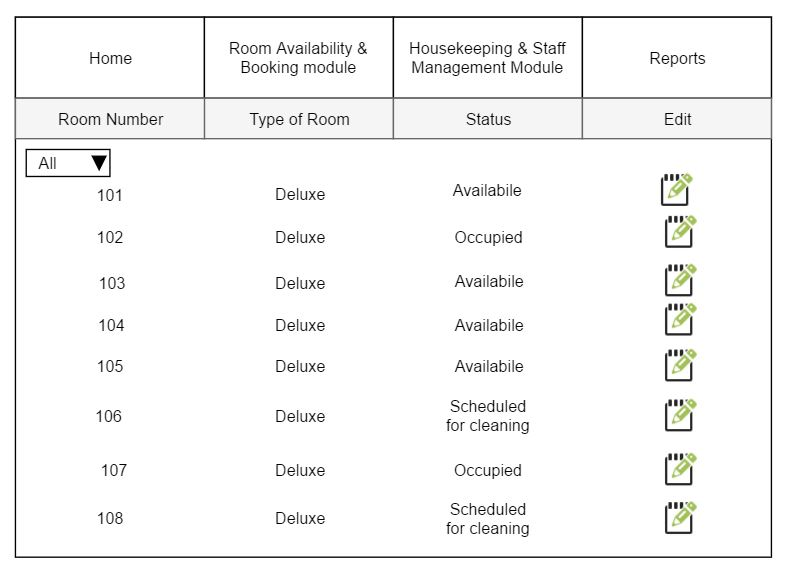 Home
Room Availability &
Booking module
Housekeeping & Staff
Management Module
Reports
Room Number
Type of Room
Status
Edit
All
101
Deluxe
Availabile
102
Deluxe
Occupied
103
Deluxe
Availabile
104
Deluxe
Availabile
105
Deluxe
Availabile
106
Deluxe
Scheduled
for cleaning
107
Deluxe
Occupied
108
Deluxe
Scheduled
for cleaning